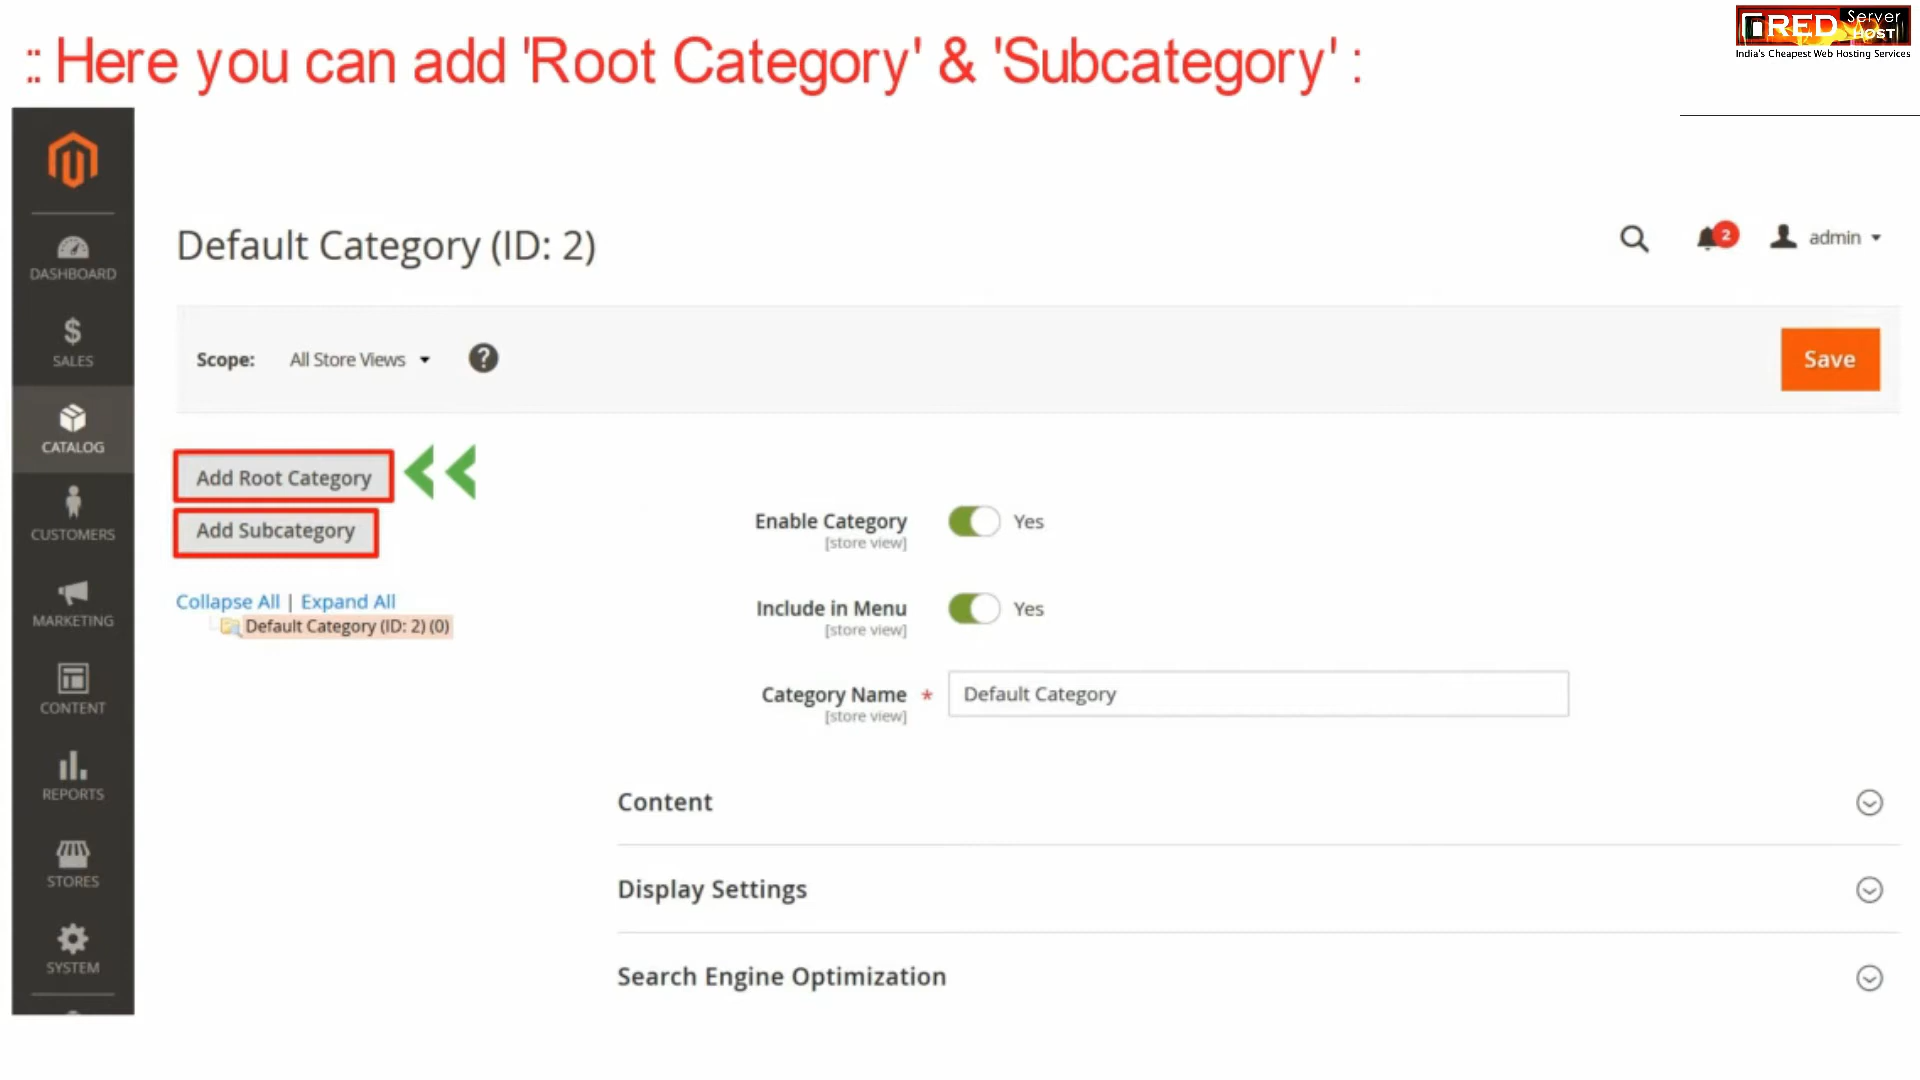 :: Here you can add 'Root Category' & 'Subcategory' :
RED Server HOST
India's Cheapest Web Hosting Services
Default Category (ID: 2)
2
admin
DASHBOARD
SALES
CATALOG
CUSTOMERS
MARKETING
CONTENT
REPORTS
STORES
SYSTEM
Scope: All Store Views ?
Save
Add Root Category
Add Subcategory
Collapse All | Expand All
Default Category (ID: 2) (0)
Enable Category Yes
[store view]
Include in Menu Yes
[store view]
Category Name * Default Category
[store view]
Content
Display Settings
Search Engine Optimization